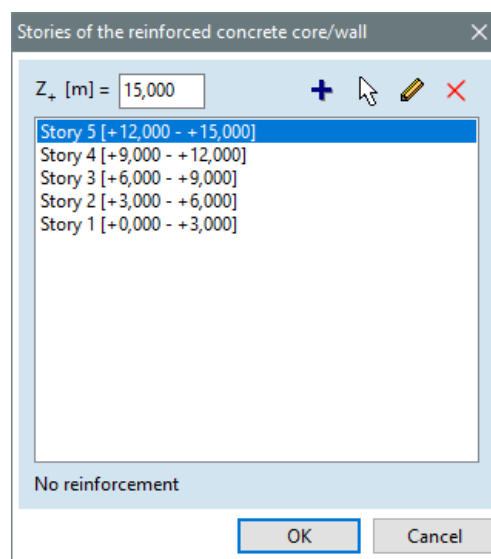 Stories of the reinforced concrete core/wall
Z+ [m] = 15,000
Story 5 [+12,000 - +15,000]
Story 4 [+9,000 - +12,000]
Story 3 [+6,000 - +9,000]
Story 2 [+3,000 - +6,000]
Story 1 [+0,000 - +3,000]
No reinforcement
OK Cancel